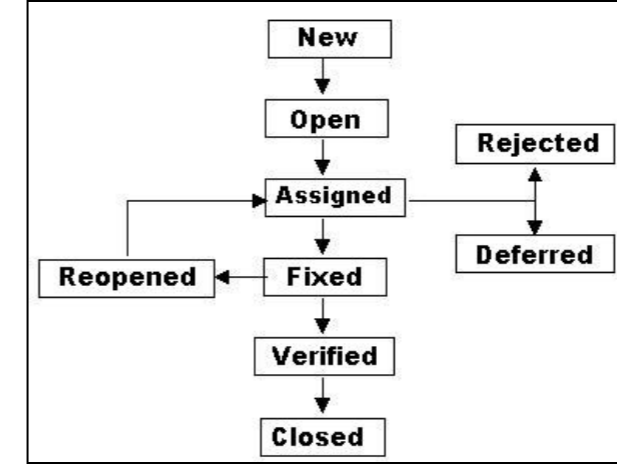 New
Open
Rejected
Assigned
Deferred
Reopened
Fixed
Verified
Closed